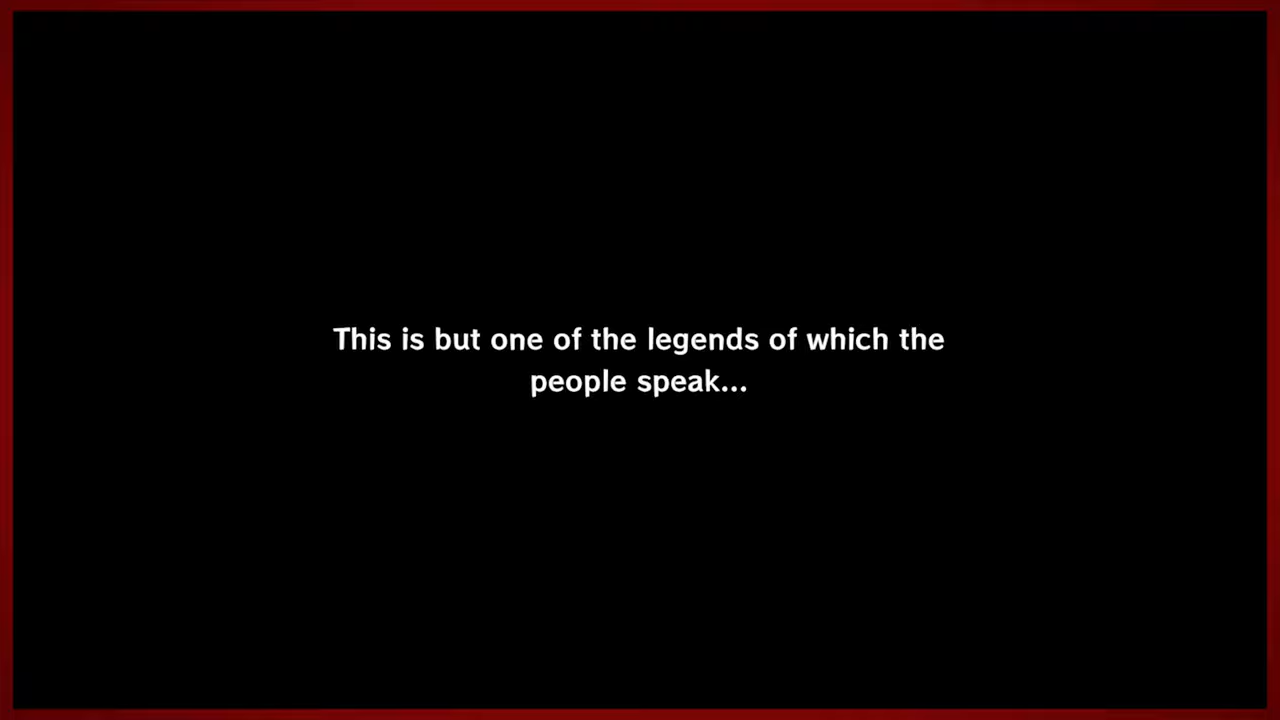 This is but one of the legends of which the
people speak...